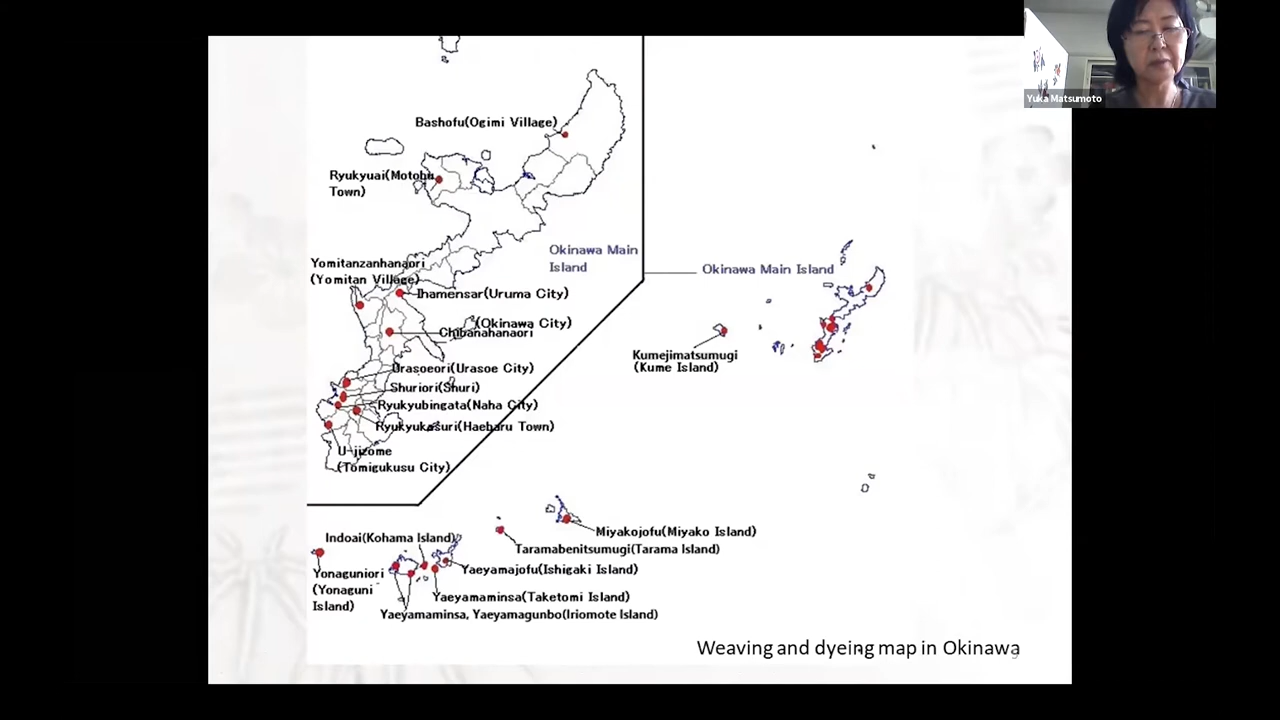 Yuka Matsumoto
Bashofu(Ogimi Village)
Ryukyuai(Motobu
Town)
Okinawa Main
Island
Okinawa Main Island
Yomitanzanhanaori
(Yomitan Village)
Ihamensar(Uruma City)
(Okinawa City)
Chibanahanaori
Kumejimatsumugi
(Kume Island)
Urasoeori(Urasoe City)
Shuriori(Shuri)
Ryukyubingata(Naha City)
Ryukyukasuri(Haebaru Town)
U-jizome
(Tomigukusu City)
Miyakojofu(Miyako Island)
Indoai(Kohama Island)
Taramabenitsumugi(Tarama Island)
Yonaguniori
(Yonaguni
Island)
Yaeyamajofu(Ishigaki Island)
Yaeyamaminsa(Taketomi Island)
Yaeyamaminsa, Yaeyamagunbo(Iriomote Island)
Weaving and dyeing map in Okinawa